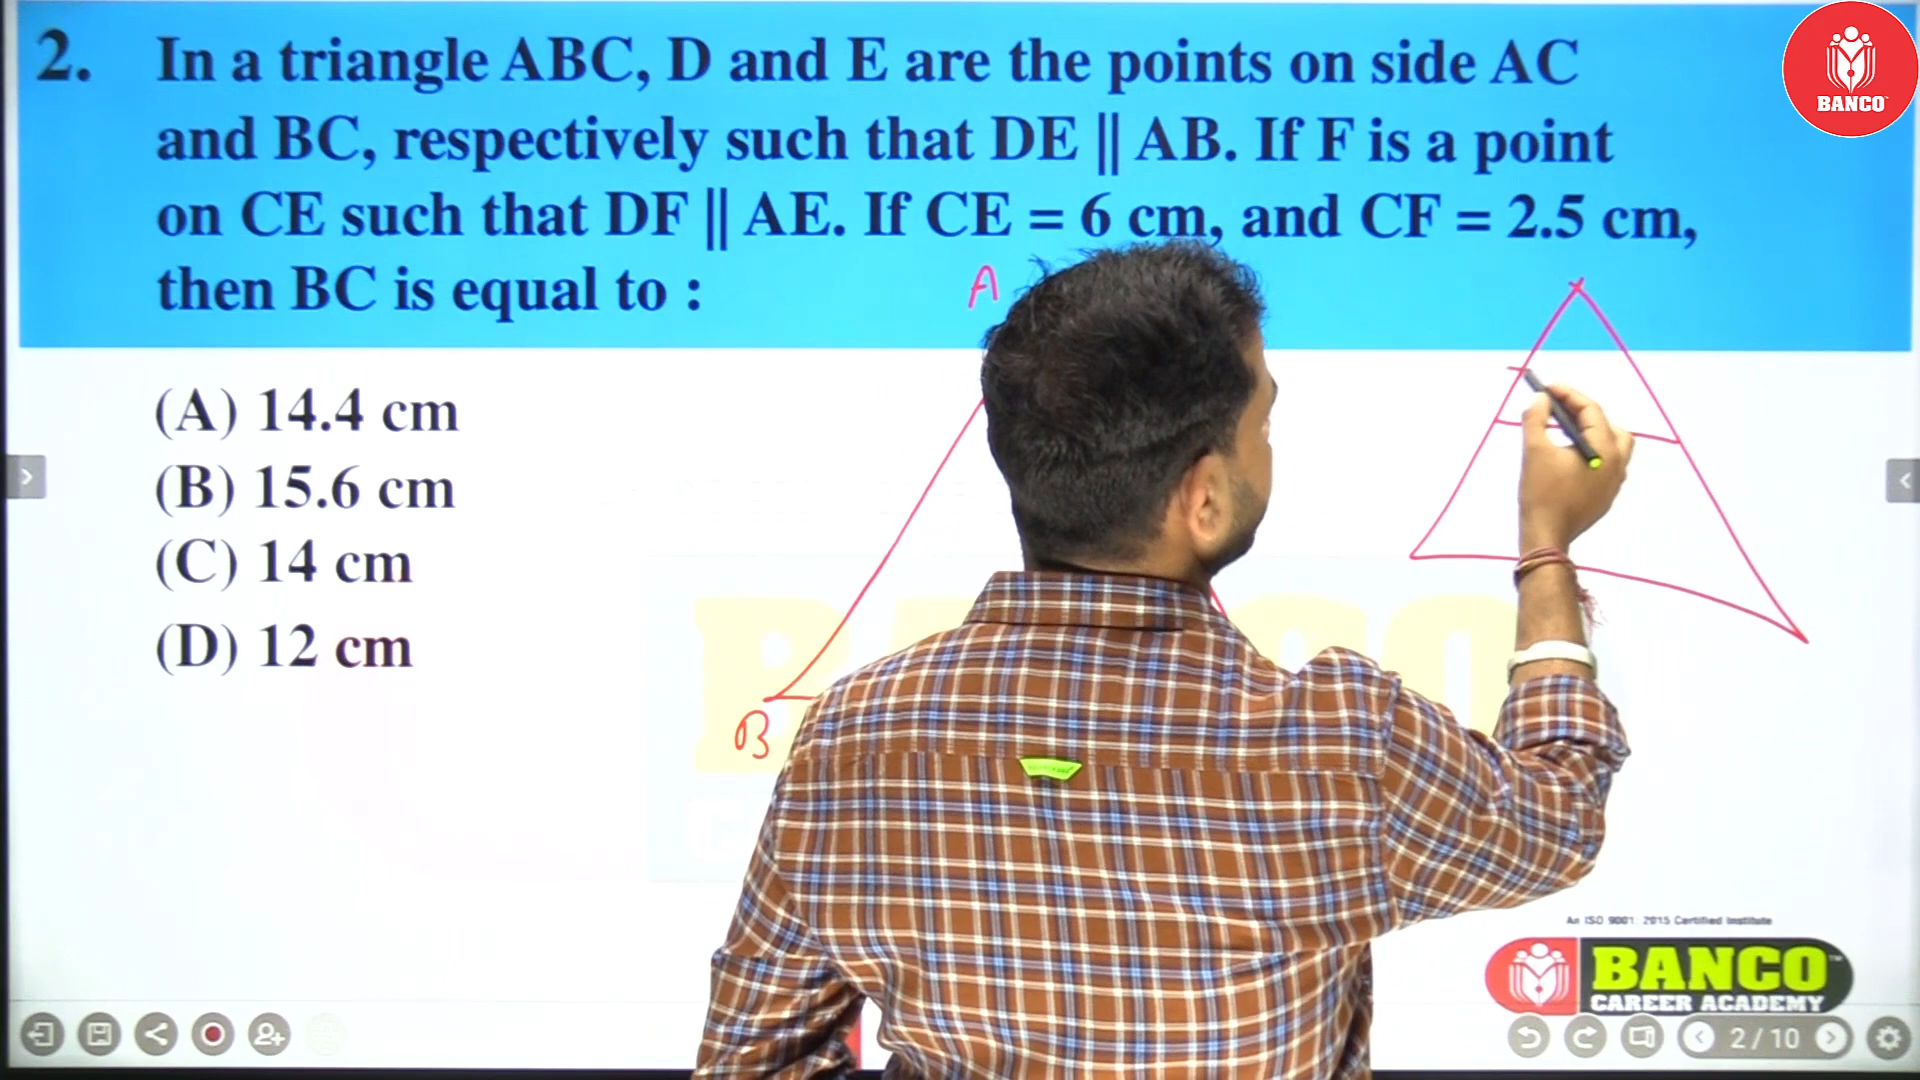 2. In a triangle ABC, D and E are the points on side AC
and BC, respectively such that DE || AB. If F is a point
on CE such that DF || AE. If CE = 6 cm, and CF = 2.5 cm,
then BC is equal to :
BANCO
A
(A) 14.4 cm
(B) 15.6 cm
(C) 14 cm
(D) 12 cm
B
An ISO 9001: 2015 Certified Institute
BANCO™
CAREER ACADEMY
2 / 10